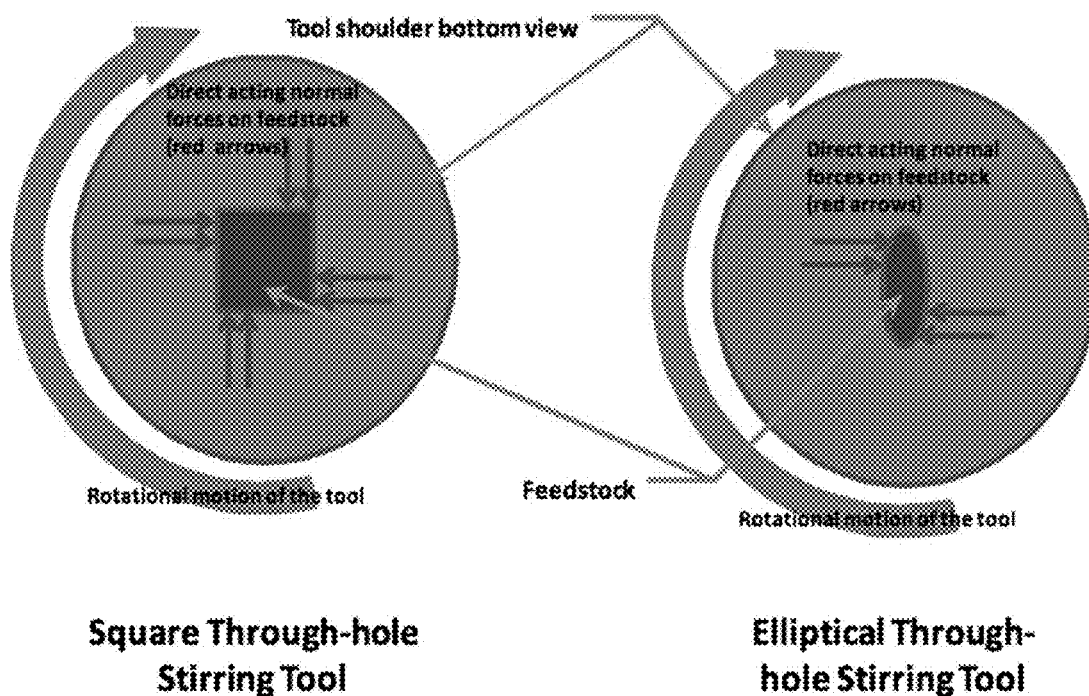 Tool shoulder bottom view
Direct acting normal
forces on feedstock
(red arrows)
Rotational motion of the tool
Direct acting normal
forces on feedstock
(red arrows)
Feedstock
Rotational motion of the tool
Square Through-hole
Stirring Tool
Elliptical Through-
hole Stirring Tool